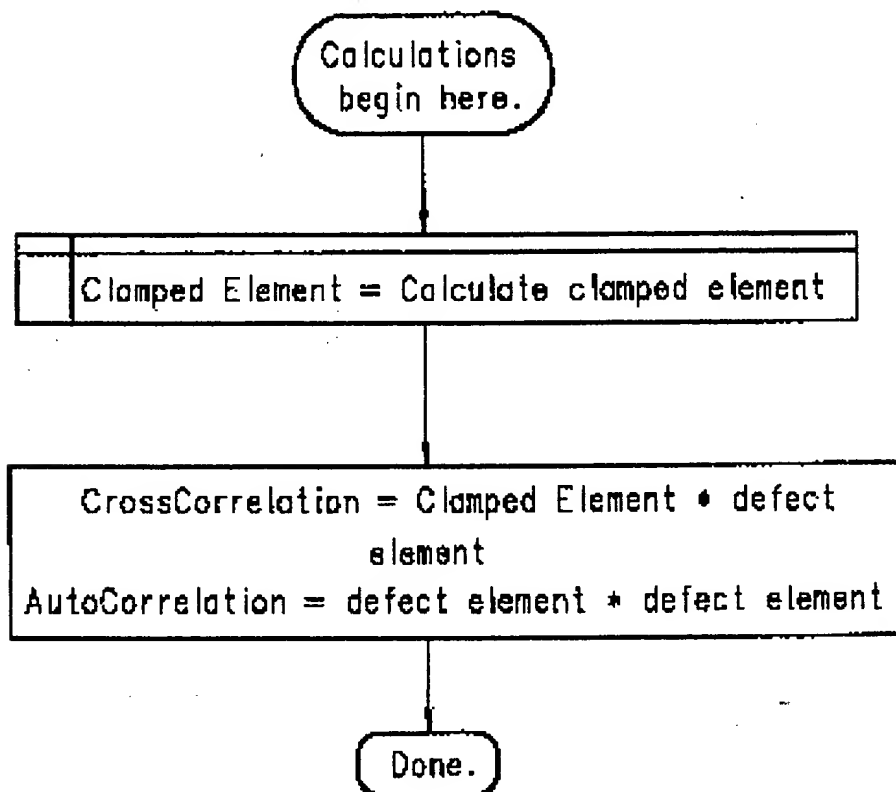 Calculations
begin here.
Clamped Element = Calculate clamped element
CrossCorrelation = Clamped Element * defect
element
AutoCorrelation = defect element * defect element
Done.